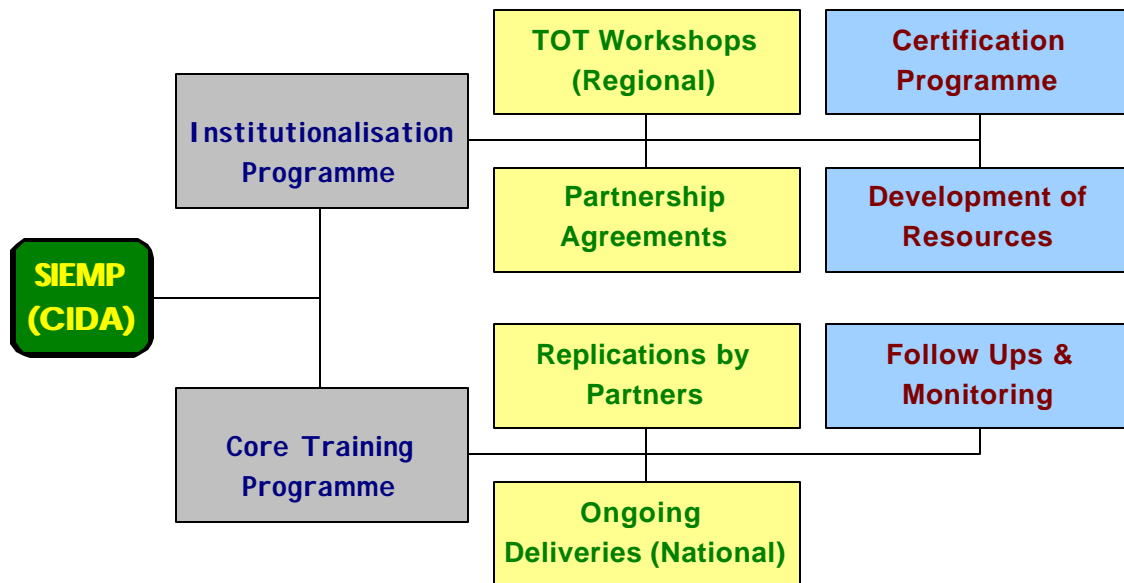 TOT Workshops
(Regional)
Certification
Programme
Institutionalisation
Programme
Partnership
Agreements
Development of
Resources
SIEMP
(CIDA)
Replications by
Partners
Follow Ups &
Monitoring
Core Training
Programme
Ongoing
Deliveries (National)